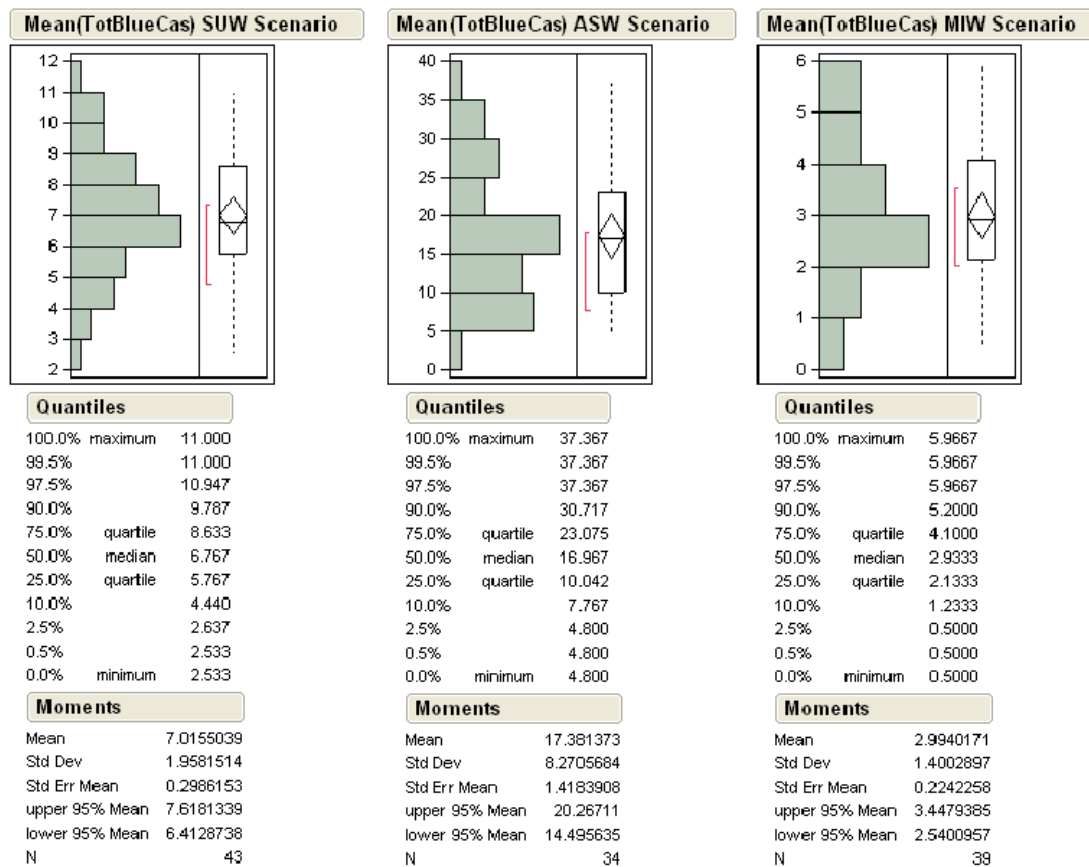 Mean(TotBlueCas) SUW Scenario
12
11
10
9
8
7
6
5
4
3
2
Quantiles
100.0% maximum 11.000
99.5% 11.000
97.5% 10.947
90.0% 9.787
75.0% quartile 8.633
50.0% median 6.767
25.0% quartile 5.767
10.0% 4.440
2.5% 2.637
0.5% 2.533
0.0% minimum 2.533
Moments
Mean 7.0155039
Std Dev 1.9581514
Std Err Mean 0.2986153
upper 95% Mean 7.6181339
lower 95% Mean 6.4128738
N 43
Mean(TotBlueCas) ASW Scenario
40
35
30
25
20
15
10
5
0
Quantiles
100.0% maximum 37.367
99.5% 37.367
97.5% 37.367
90.0% 30.717
75.0% quartile 23.075
50.0% median 16.967
25.0% quartile 10.042
10.0% 7.767
2.5% 4.800
0.5% 4.800
0.0% minimum 4.800
Moments
Mean 17.381373
Std Dev 8.2705684
Std Err Mean 1.4183908
upper 95% Mean 20.26711
lower 95% Mean 14.495635
N 34
Mean(TotBlueCas) MIW Scenario
6
5
4
3
2
1
0
Quantiles
100.0% maximum 5.9667
99.5% 5.9667
97.5% 5.9667
90.0% 5.2000
75.0% quartile 4.1000
50.0% median 2.9333
25.0% quartile 2.1333
10.0% 1.2333
2.5% 0.5000
0.5% 0.5000
0.0% minimum 0.5000
Moments
Mean 2.9940171
Std Dev 1.4002897
Std Err Mean 0.2242258
upper 95% Mean 3.4479385
lower 95% Mean 2.5400957
N 39